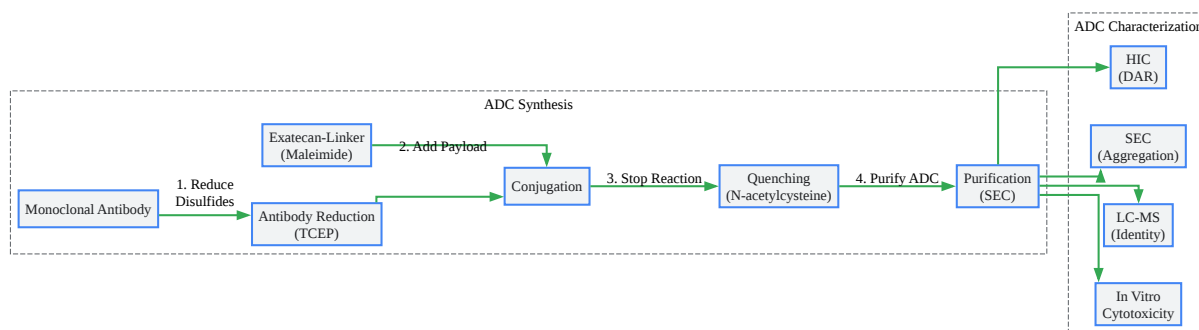 ADC Characterization
HIC
(DAR)
ADC Synthesis
Exatecan-Linker
(Maleimide)
2. Add Payload
SEC
(Aggregation)
Monoclonal Antibody
1. Reduce
Disulfides
Antibody Reduction
(TCEP)
Conjugation
3. Stop Reaction
Quenching
(N-acetylcysteine)
4. Purify ADC
Purification
(SEC)
LC-MS
(Identity)
In Vitro
Cytotoxicity